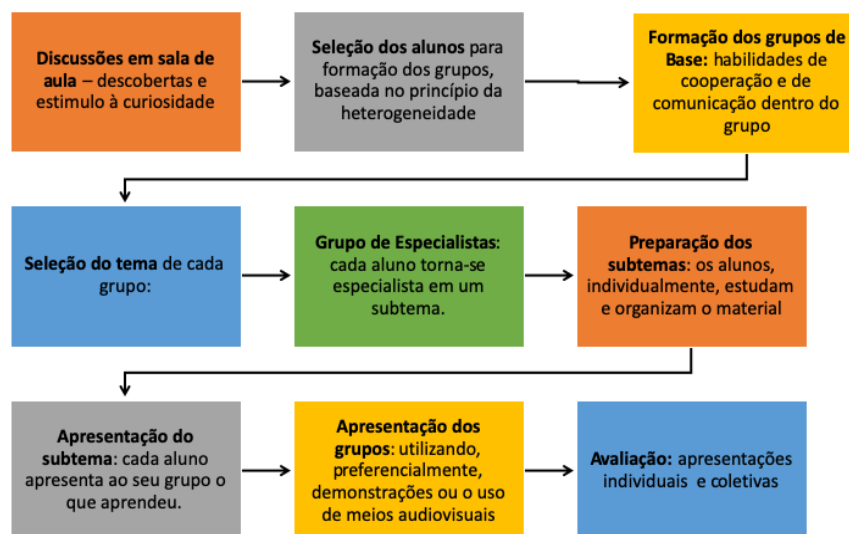 Discussões em sala de
aula – descobertas e
estimulo à curiosidade
Seleção dos alunos para
formação dos grupos,
baseada no princípio da
heterogeneidade
Formação dos grupos de
Base: habilidades de
cooperação e de
comunicação dentro do
grupo
Seleção do tema de cada
grupo:
Grupo de Especialistas:
cada aluno torna-se
especialista em um
subtema.
Preparação dos
subtemas: os alunos,
individualmente, estudam
e organizam o material
Apresentação do
subtema: cada aluno
apresenta ao seu grupo o
que aprendeu.
Apresentação dos
grupos: utilizando,
preferencialmente,
demonstrações ou o uso
de meios audiovisuais
Avaliação: apresentações
individuais e coletivas